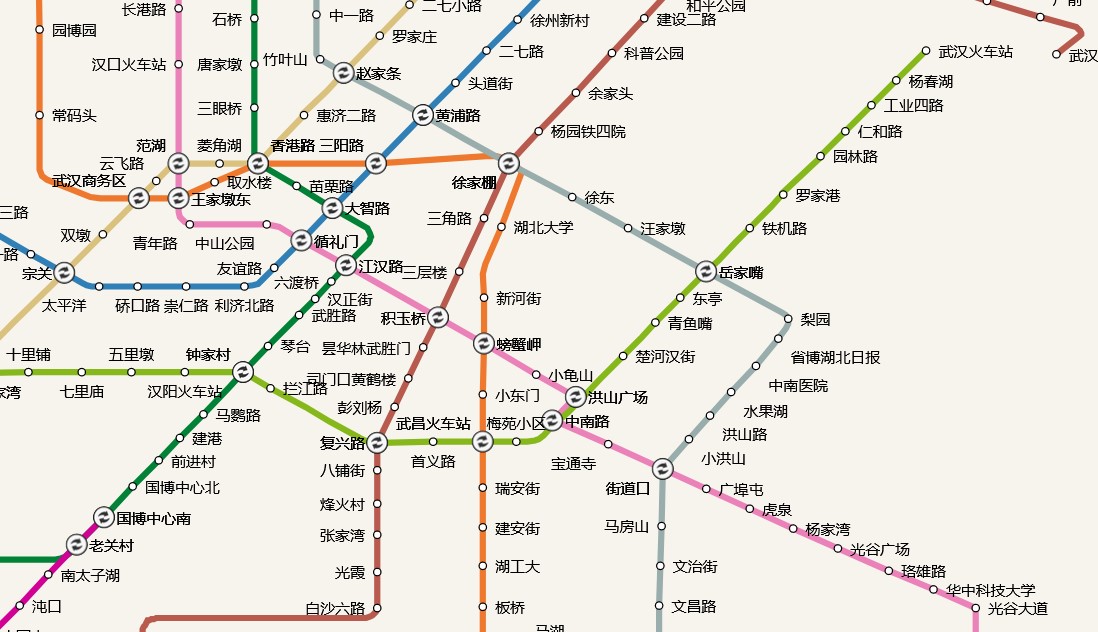 长港路
石桥
中一路
二七小路
和平公园
园博园
罗家庄
徐州新村
建设二路
汉口火车站
唐家墩
竹叶山
赵家条
二七路
科普公园
武汉火车站
武汉
头道街
余家头
杨春湖
常码头
三眼桥
惠济二路
黄浦路
工业四路
杨园铁四院
仁和路
范湖
菱角湖
香港路
三阳路
云飞路
园林路
武汉商务区
取水楼
苗栗路
徐家棚
王家墩东
徐东
罗家港
三路
大智路
三角路
湖北大学
汪家墩
铁机路
双墩
青年路
中山公园
循礼门
路
宗关
友谊路
江汉路
三层楼
岳家嘴
六渡桥
太平洋
硚口路
崇仁路
利济北路
汉正街
武胜路
新河街
东亭
积玉桥
青鱼嘴
梨园
十里铺
五里墩
钟家村
琴台
昙华林武胜门
螃蟹岬
楚河汉街
省博湖北日报
七里庙
汉阳火车站
拦江路
司门口黄鹤楼
小龟山
中南医院
家湾
小东门
洪山广场
马鹦路
彭刘杨
水果湖
武昌火车站
梅苑小区
中南路
建港
复兴路
洪山路
首义路
宝通寺
小洪山
前进村
八铺街
国博中心北
瑞安街
街道口
广埠屯
烽火村
虎泉
国博中心南
建安街
马房山
杨家湾
张家湾
老关村
光谷广场
南太子湖
光霞
湖工大
文治街
珞雄路
华中科技大学
沌口
白沙六路
板桥
文昌路
光谷大道
马湖